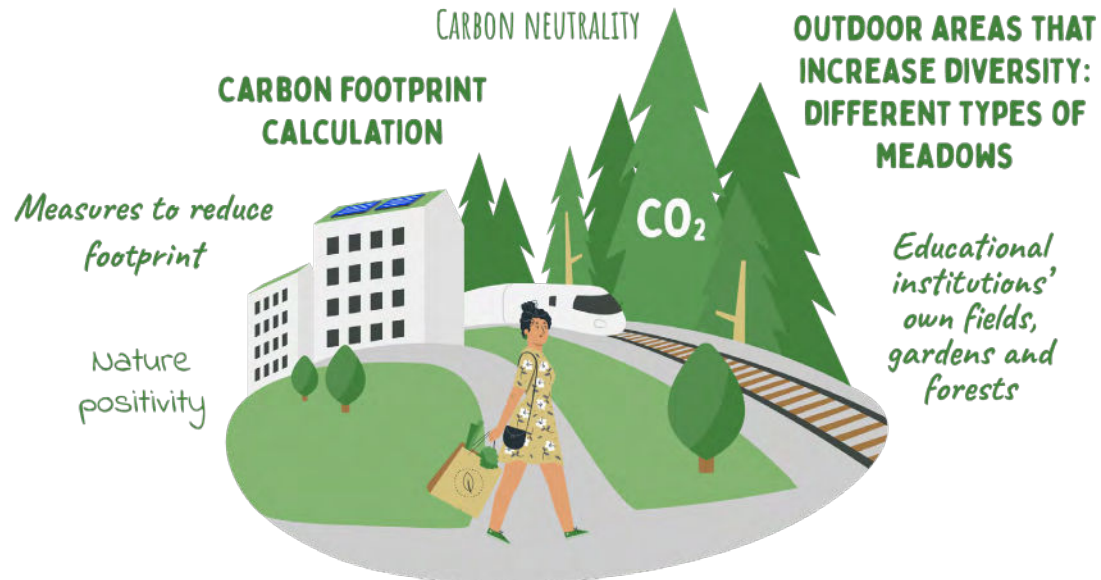 Carbon neutrality
CARBON FOOTPRINT
CALCULATION
OUTDOOR AREAS THAT
INCREASE DIVERSITY:
DIFFERENT TYPES OF
MEADOWS
Measures to reduce
footprint
CO₂
Educational
institutions'
own fields,
gardens and
forests
Nature
positivity